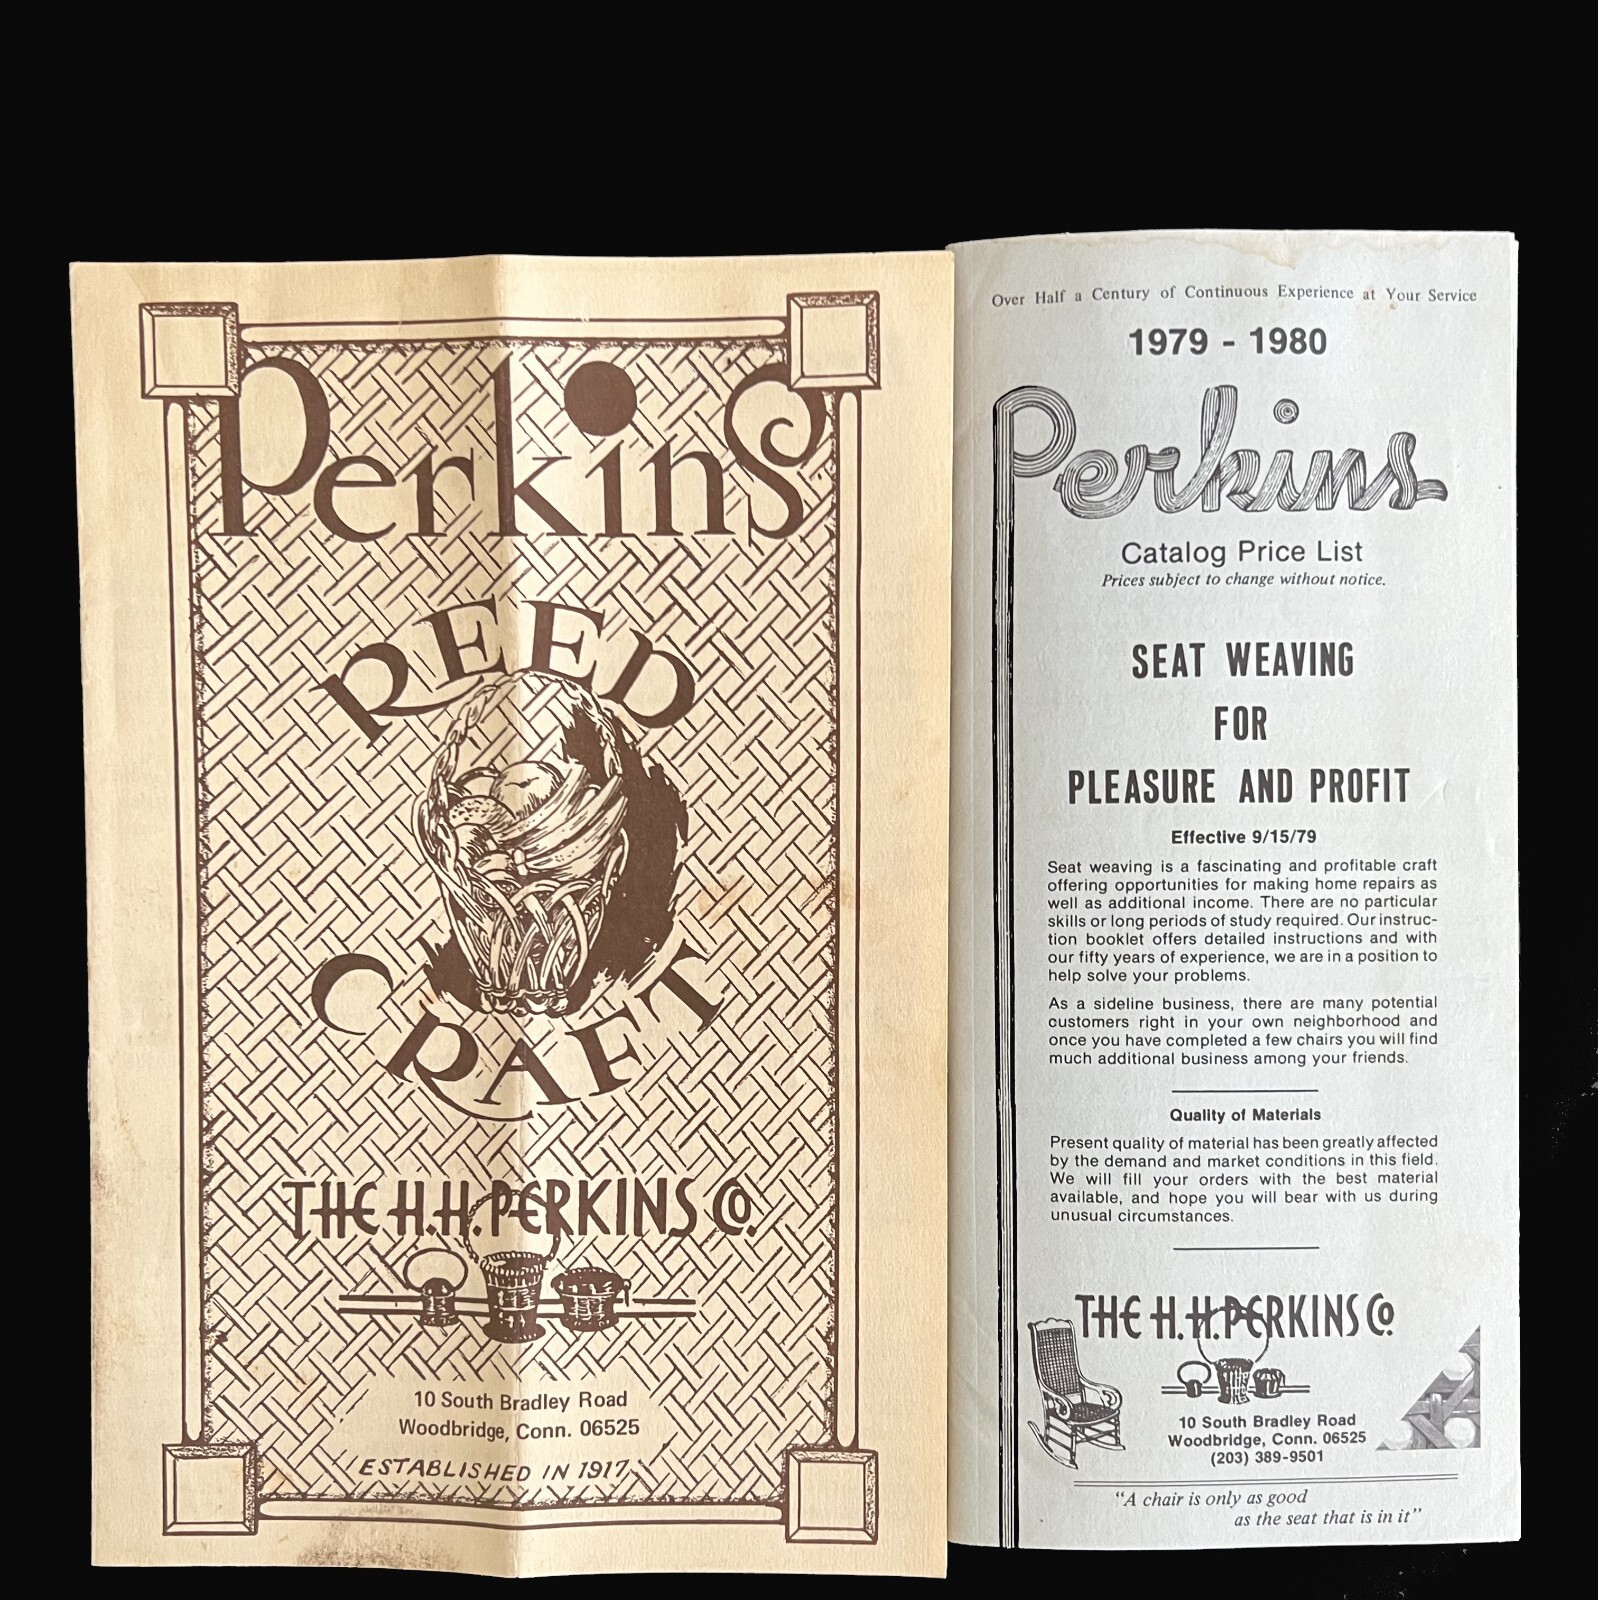 Perkins
REED
CRAFT
THE H.H. PERKINS Co.
10 South Bradley Road
Woodbridge, Conn. 06525
ESTABLISHED IN 1917
Over Half a Century of Continuous Experience at Your Service
1979 - 1980
Perkins
Catalog Price List
Prices subject to change without notice.
SEAT WEAVING
FOR
PLEASURE AND PROFIT
Effective 9/15/79
Seat weaving is a fascinating and profitable craft
offering opportunities for making home repairs as
well as additional income. There are no particular
skills or long periods of study required. Our instruc-
tion booklet offers detailed instructions and with
our fifty years of experience, we are in a position to
help solve your problems.
As a sideline business, there are many potential
customers right in your own neighborhood and
once you have completed a few chairs you will find
much additional business among your friends.
Quality of Materials
Present quality of material has been greatly affected
by the demand and market conditions in this field.
We will fill your orders with the best material
available, and hope you will bear with us during
unusual circumstances.
THE H.H. PERKINS Co
10 South Bradley Road
Woodbridge, Conn. 06525
(203) 389-9501
"A chair is only as good
as the seat that is in it"